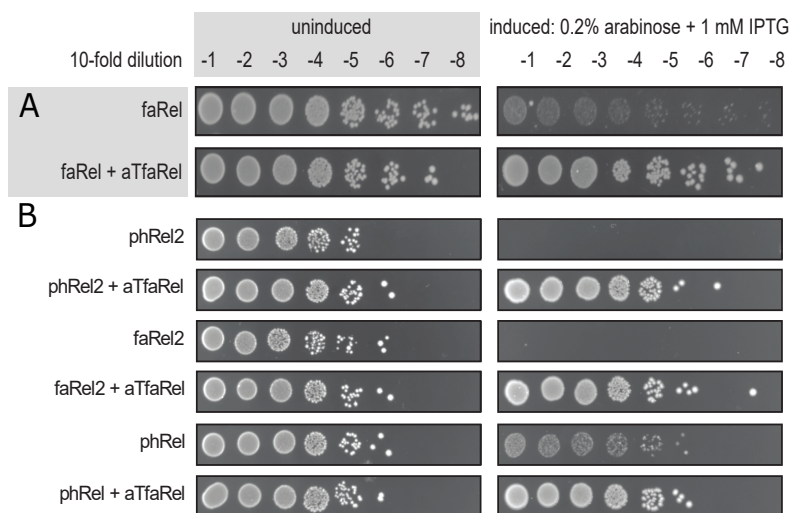 uninduced
induced: 0.2% arabinose + 1 mM IPTG
10-fold dilution -1 -2 -3 -4 -5 -6 -7 -8 -1 -2 -3 -4 -5 -6 -7 -8
A
faRel
faRel + aTfaRel
B
phRel2
phRel2 + aTfaRel
faRel2
faRel2 + aTfaRel
phRel
phRel + aTfaRel